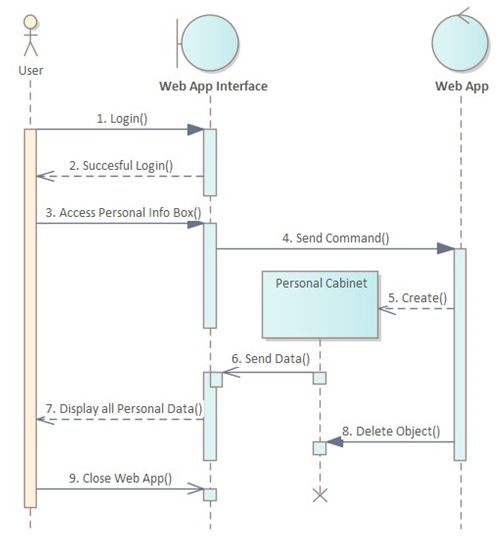 User
Web App Interface
Web App
1. Login()
2. Succesful Login()
3. Access Personal Info Box()
4. Send Command()
Personal Cabinet
5. Create()
6. Send Data()
7. Display all Personal Data()
8. Delete Object()
9. Close Web App()